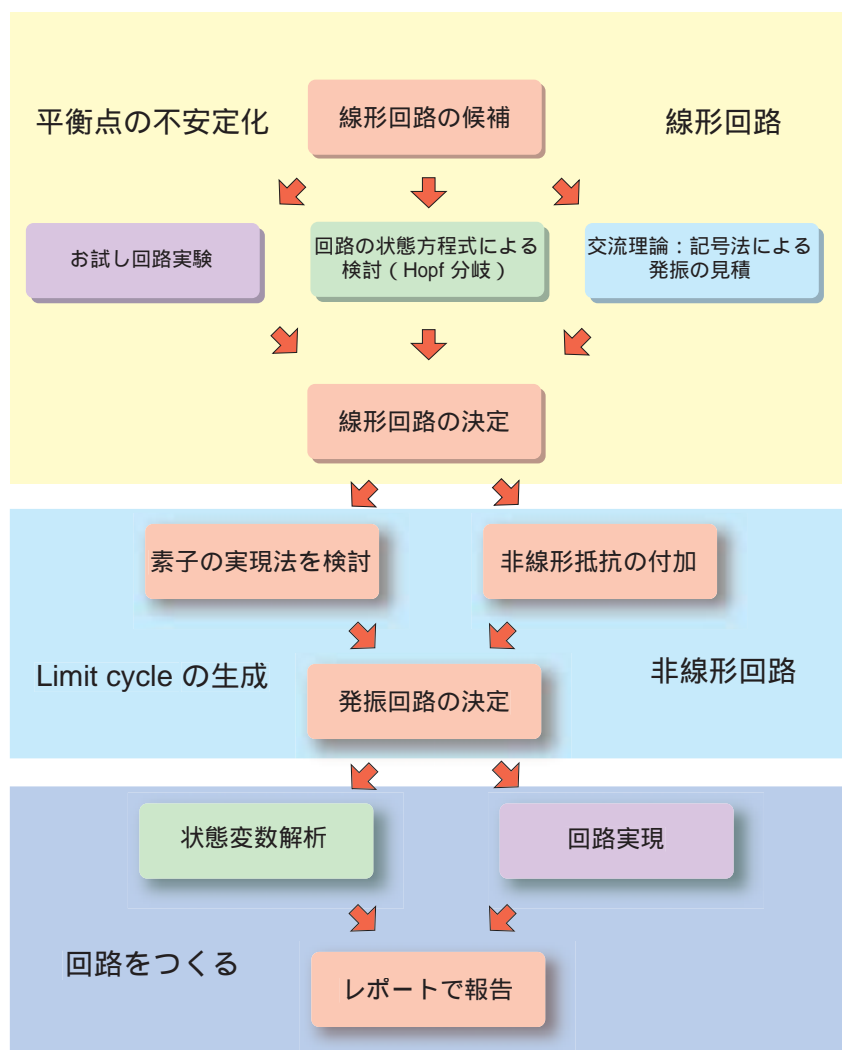 平衡点の不安定化
線形回路の候補
線形回路
お試し回路実験
回路の状態方程式による
検討（Hopf 分岐）
交流理論：記号法による
発振の見積
線形回路の決定
素子の実現法を検討
非線形抵抗の付加
Limit cycle の生成
発振回路の決定
非線形回路
状態変数解析
回路実現
回路をつくる
レポートで報告